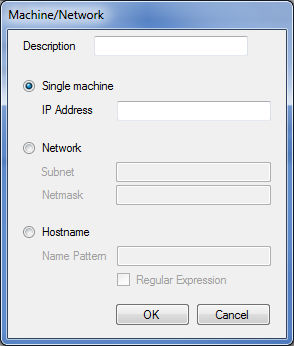 Machine/Network
Description
Single machine
IP Address
Network
Subnet
Netmask
Hostname
Name Pattern
Regular Expression
OK Cancel